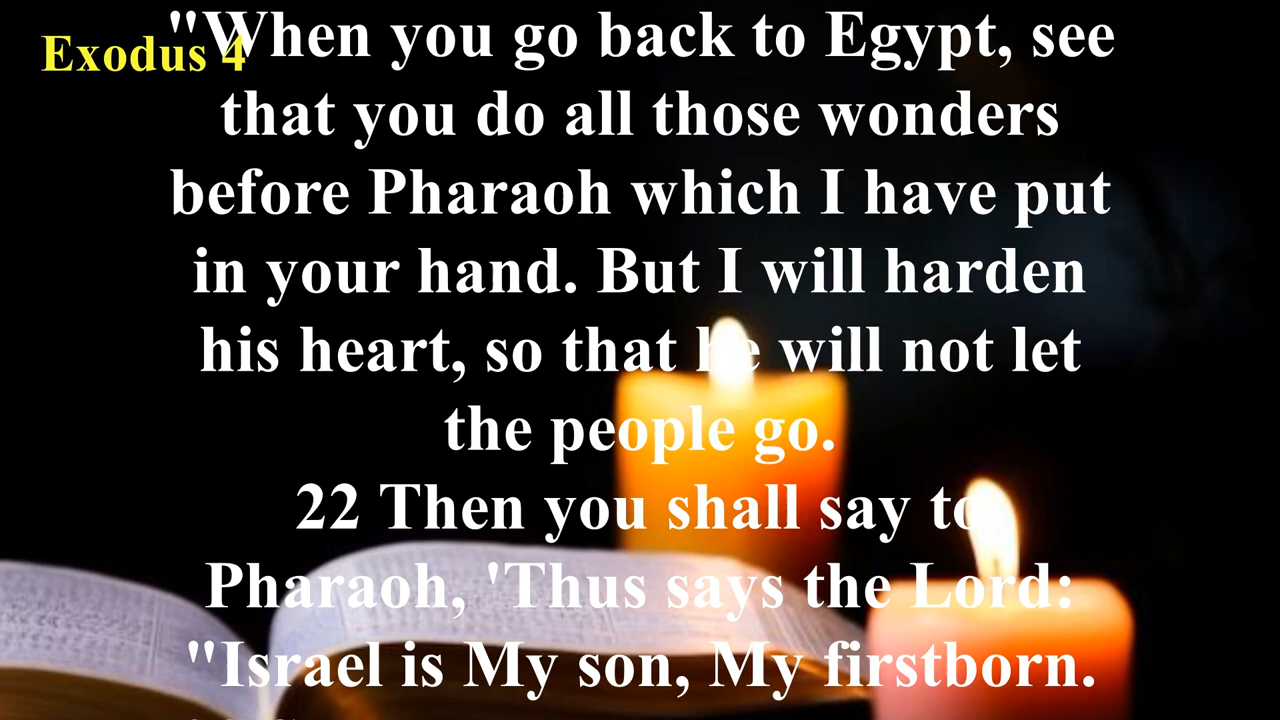 Exodus 4
"When you go back to Egypt, see
that you do all those wonders
before Pharaoh which I have put
in your hand. But I will harden
his heart, so that he will not let
the people go.
22 Then you shall say to
Pharaoh, 'Thus says the Lord:
"Israel is My son, My firstborn.